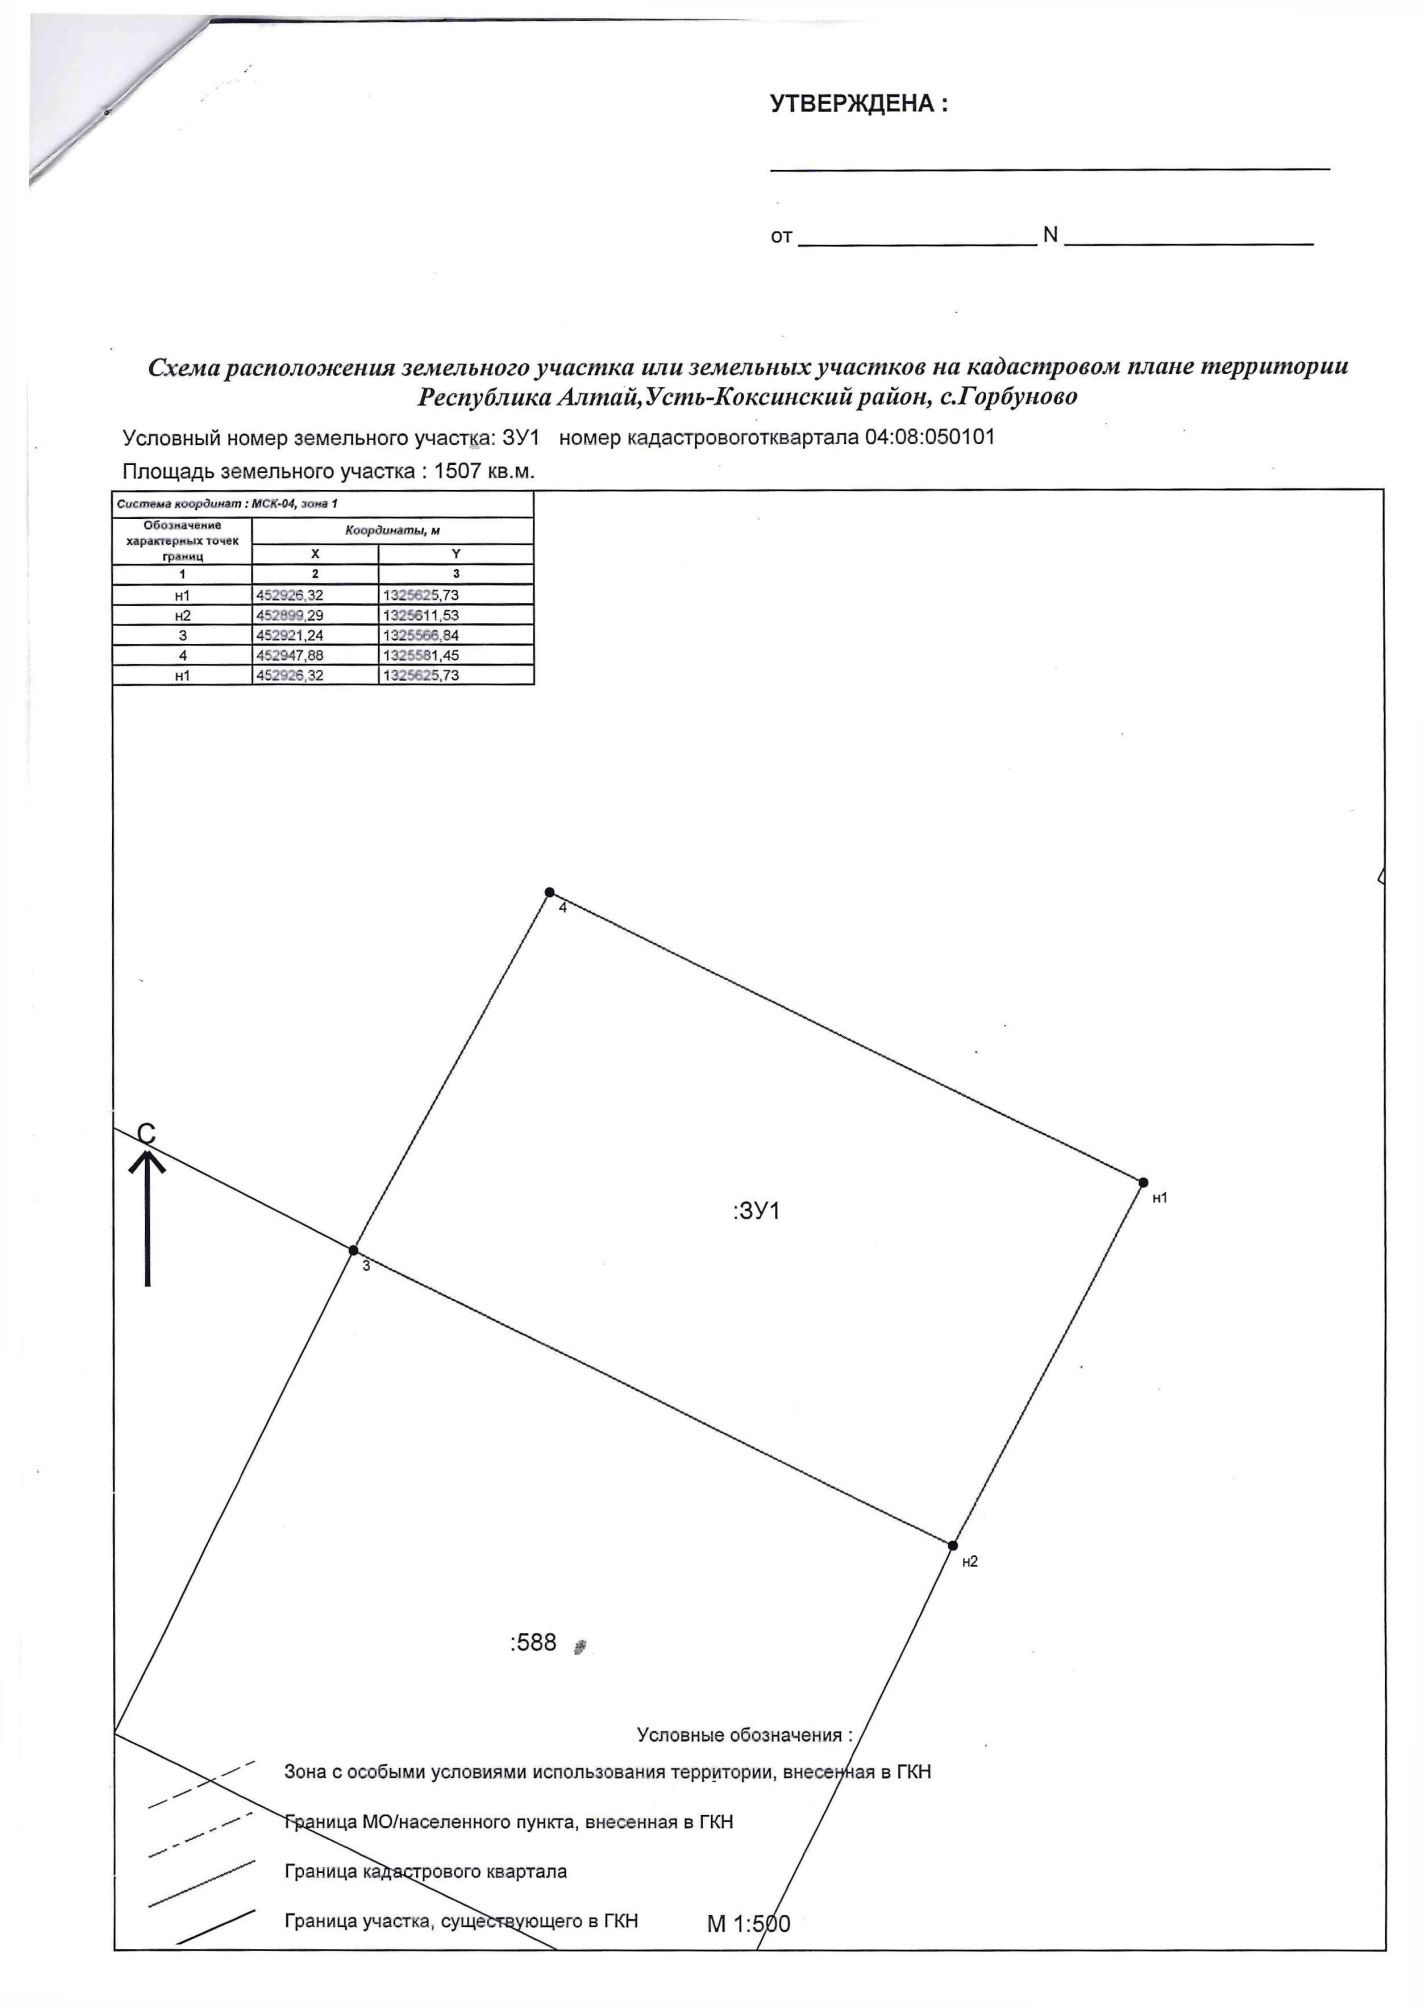 УТВЕРЖДЕНА :
от N
Схема расположения земельного участка или земельных участков на кадастровом плане территории
Республика Алтай,Усть-Коксинский район, с.Горбуново
Условный номер земельного участка: ЗУ1 номер кадастровоготквартала 04:08:050101
Площадь земельного участка : 1507 кв.м.
Система координат : МСК-04, зона 1
Обозначение характерных точек границ Координаты, м
X Y
1 2 3
н1 452926,32 1325625,73
н2 452899,29 1325611,53
3 452921,24 1325566,84
4 452947,88 1325581,45
н1 452926,32 1325625,73
4
С
н1
:ЗУ1
3
н2
:588
Условные обозначения :
Зона с особыми условиями использования территории, внесенная в ГКН
Граница МО/населенного пункта, внесенная в ГКН
Граница кадастрового квартала
Граница участка, существующего в ГКН
М 1:500